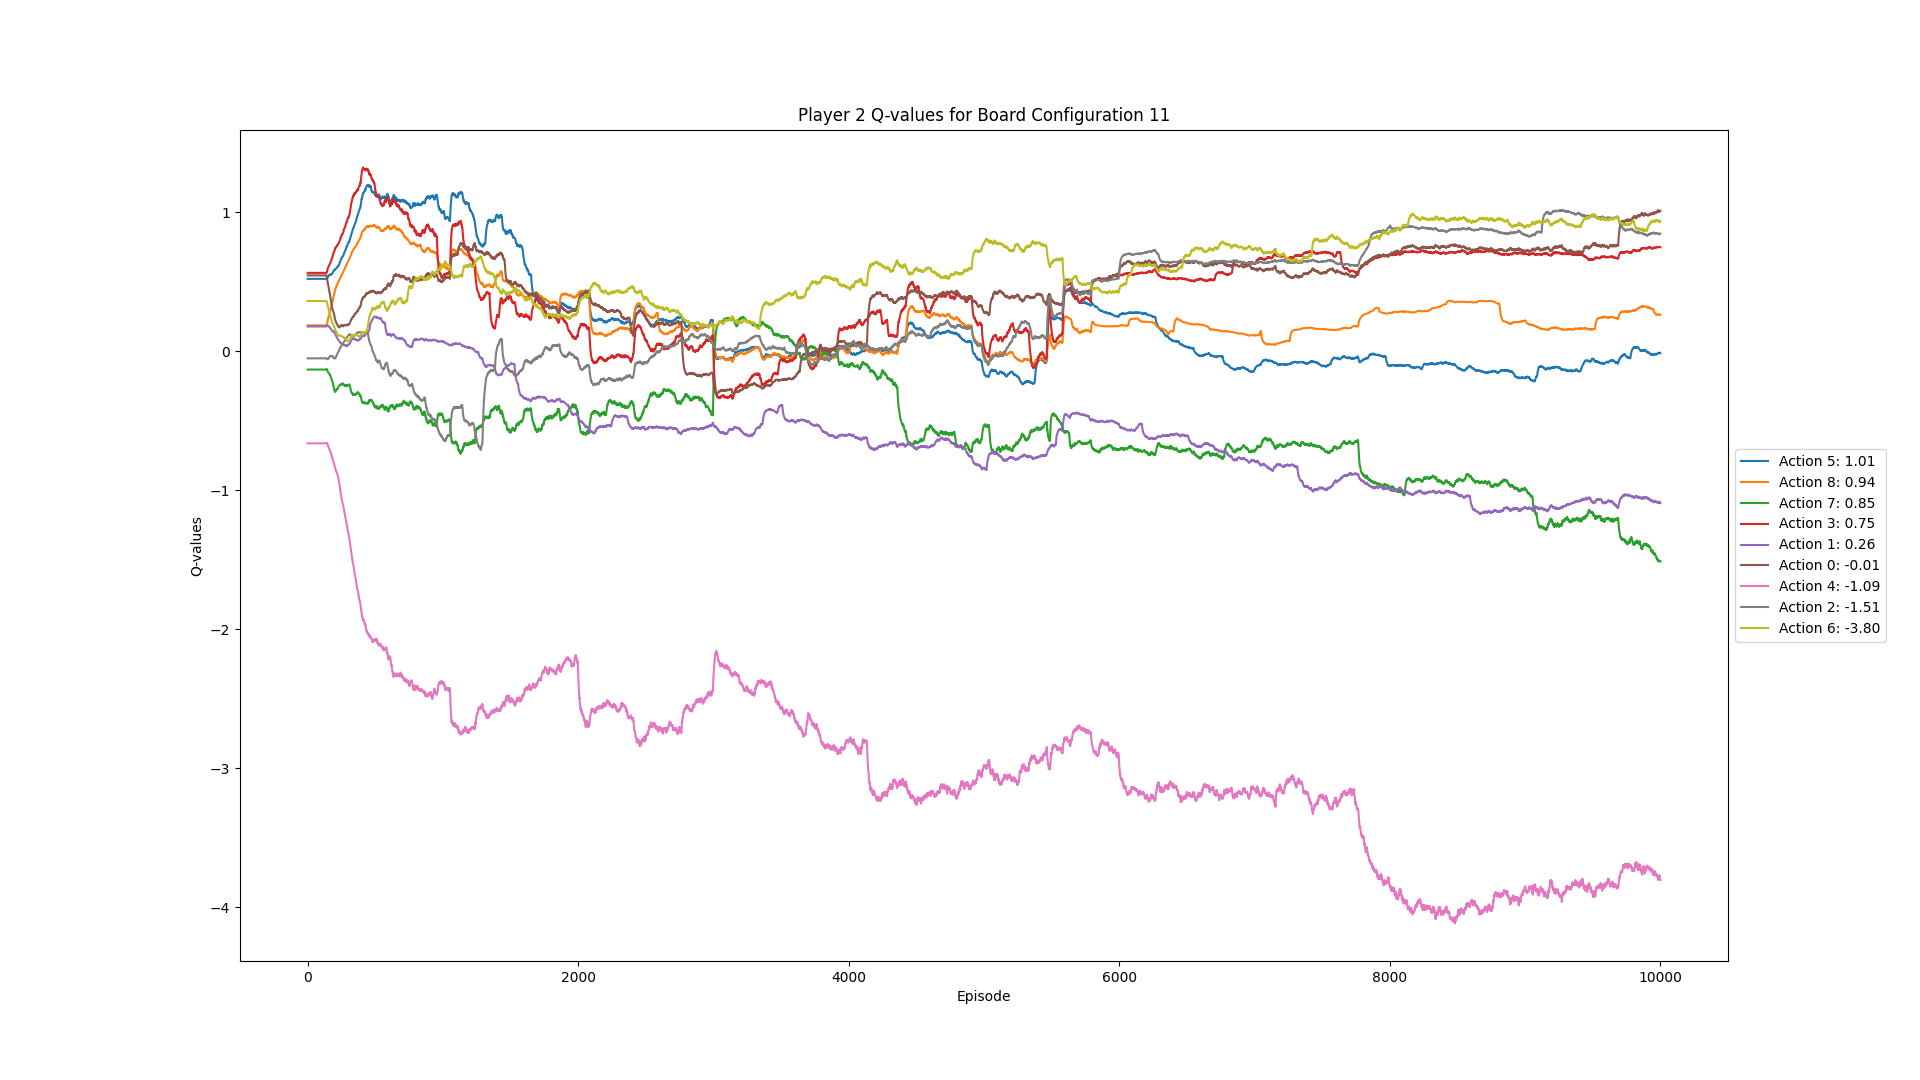 Player 2 Q-values for Board Configuration 11
1
0
−1
−2
−3
−4
Q-values
0
2000
4000
6000
8000
10000
Episode
Action 5: 1.01
Action 8: 0.94
Action 7: 0.85
Action 3: 0.75
Action 1: 0.26
Action 0: -0.01
Action 4: -1.09
Action 2: -1.51
Action 6: -3.80